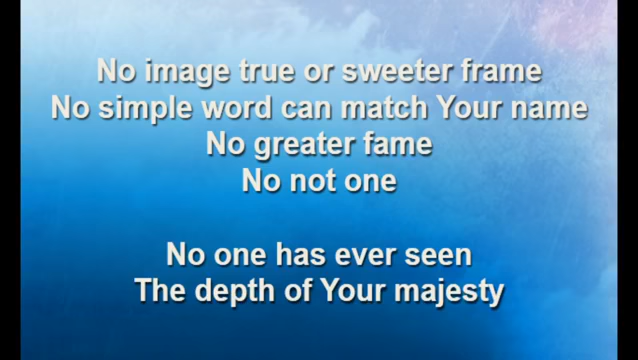 No image true or sweeter frame
No simple word can match Your name
No greater fame
No not one
No one has ever seen
The depth of Your majesty